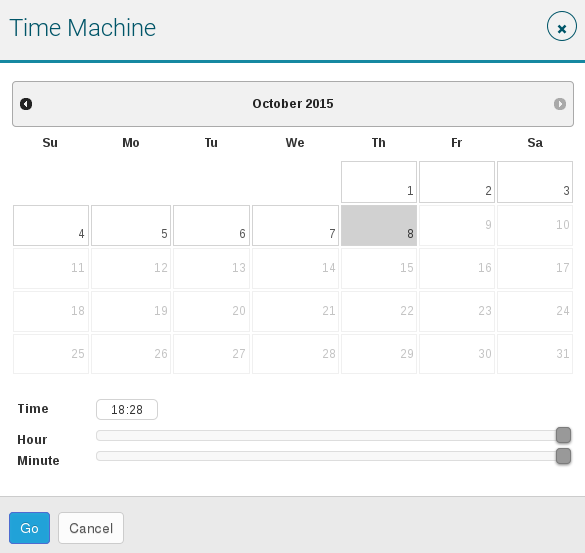 Time Machine
October 2015
Su Mo Tu We Th Fr Sa
1 2 3
4 5 6 7 8 9 10
11 12 13 14 15 16 17
18 19 20 21 22 23 24
25 26 27 28 29 30 31
Time 18:28
Hour
Minute
Go Cancel